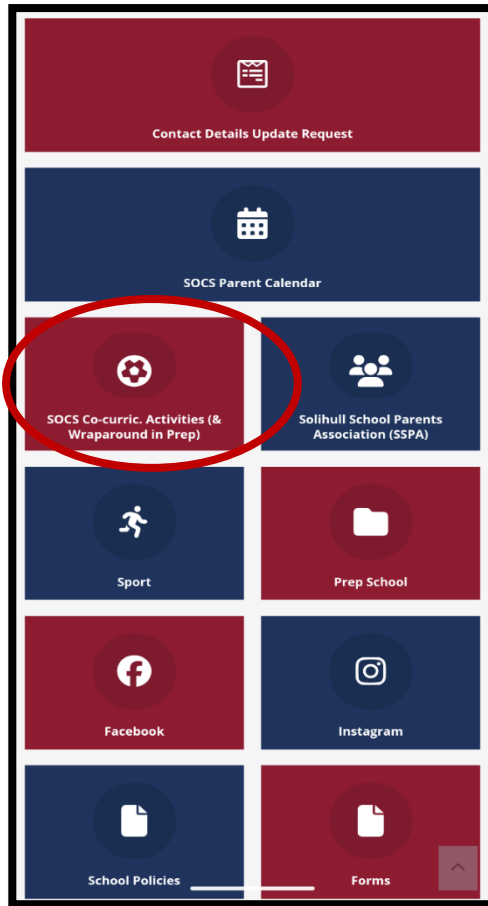 Contact Details Update Request
SOCS Parent Calendar
SOCS Co-curric. Activities (&
Wraparound in Prep)
Solihull School Parents
Association (SSPA)
Sport
Prep School
Facebook
Instagram
School Policies
Forms